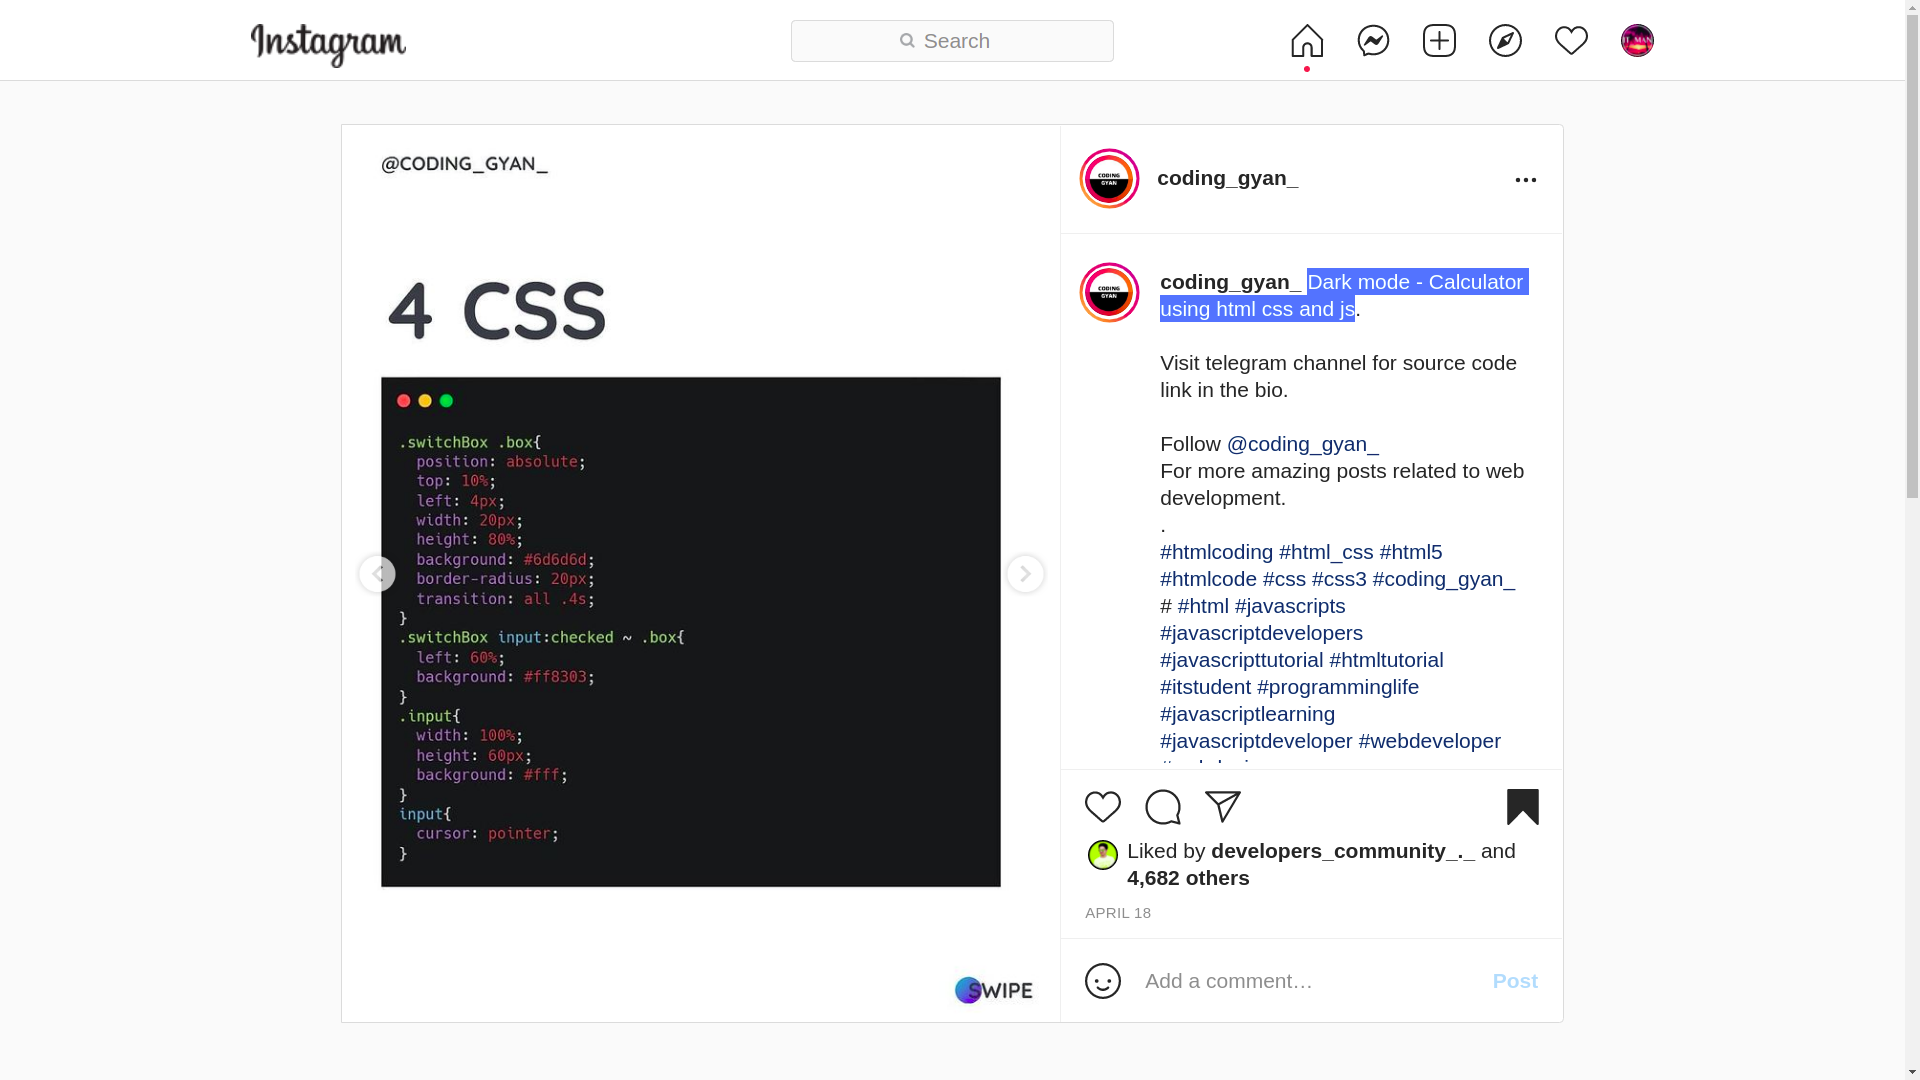 Instagram
Search
@CODING_GYAN_
4 CSS
.switchBox .box{
position: absolute;
top: 10%;
left: 4px;
width: 20px;
height: 80%;
background: #6d6d6d;
border-radius: 20px;
transition: all .4s;
}
.switchBox input:checked ~ .box{
left: 60%;
background: #ff8303;
}
.input{
width: 100%;
height: 60px;
background: #fff;
}
input{
cursor: pointer;
}
SWIPE
CODING
GYAN
coding_gyan_
CODING
GYAN
coding_gyan_ Dark mode - Calculator
using html css and js.
Visit telegram channel for source code
link in the bio.
Follow @coding_gyan_
For more amazing posts related to web
development.
.
#htmlcoding #html_css #html5
#htmlcode #css #css3 #coding_gyan_
# #html #javascripts
#javascriptdevelopers
#javascripttutorial #htmltutorial
#itstudent #programminglife
#javascriptlearning
#javascriptdeveloper #webdeveloper
Liked by developers_community_._ and
4,682 others
APRIL 18
Add a comment…
Post